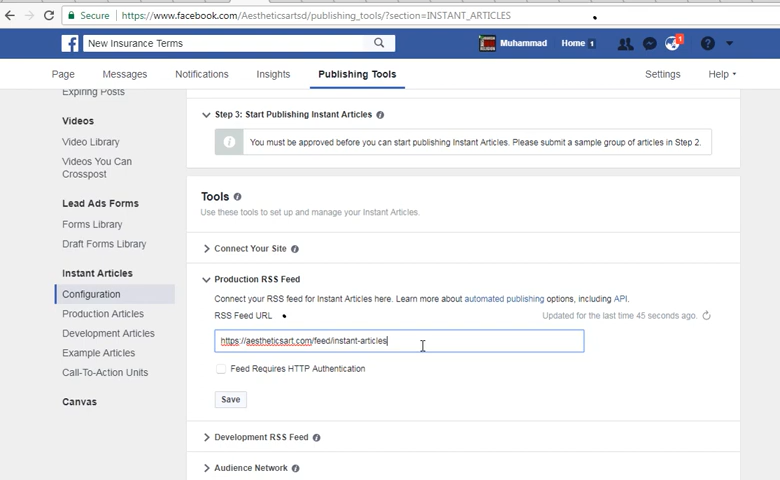 Secure https://www.facebook.com/Aestheticsartsd/publishing_tools/?section=INSTANT_ARTICLES
New Insurance Terms
Muhammad Home 1 1
Page Messages Notifications Insights Publishing Tools Settings Help
Expiring Posts
Videos
Video Library
Videos You Can
Crosspost
Lead Ads Forms
Forms Library
Draft Forms Library
Instant Articles
Configuration
Production Articles
Development Articles
Example Articles
Call-To-Action Units
Canvas
Step 3: Start Publishing Instant Articles
You must be approved before you can start publishing Instant Articles. Please submit a sample group of articles in Step 2.
Tools
Use these tools to set up and manage your Instant Articles.
Connect Your Site
Production RSS Feed
Connect your RSS feed for Instant Articles here. Learn more about automated publishing options, including API.
RSS Feed URL Updated for the last time 45 seconds ago.
https://aestheticsart.com/feed/instant-articles
Feed Requires HTTP Authentication
Save
Development RSS Feed
Audience Network